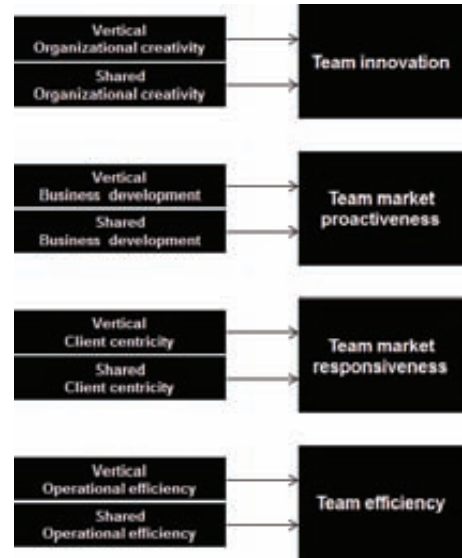 Vertical
Organizational creativity
Shared
Organizational creativity
Team innovation
Vertical
Business development
Shared
Business development
Team market
proactiveness
Vertical
Client centricity
Shared
Client centricity
Team market
responsiveness
Vertical
Operational efficiency
Shared
Operational efficiency
Team efficiency